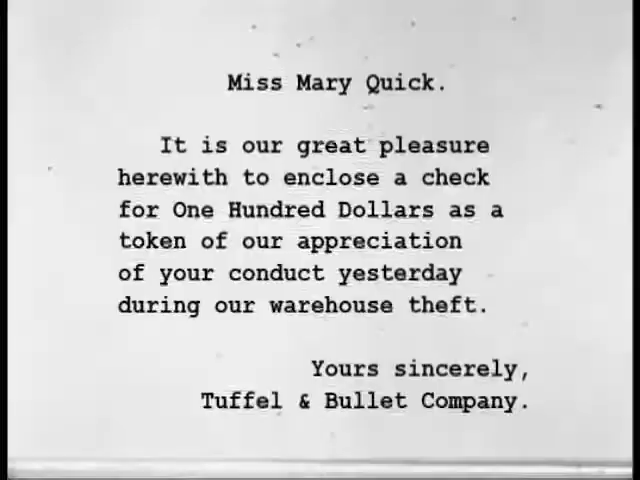 Miss Mary Quick.
It is our great pleasure
herewith to enclose a check
for One Hundred Dollars as a
token of our appreciation
of your conduct yesterday
during our warehouse theft.
Yours sincerely,
Tuffel & Bullet Company.